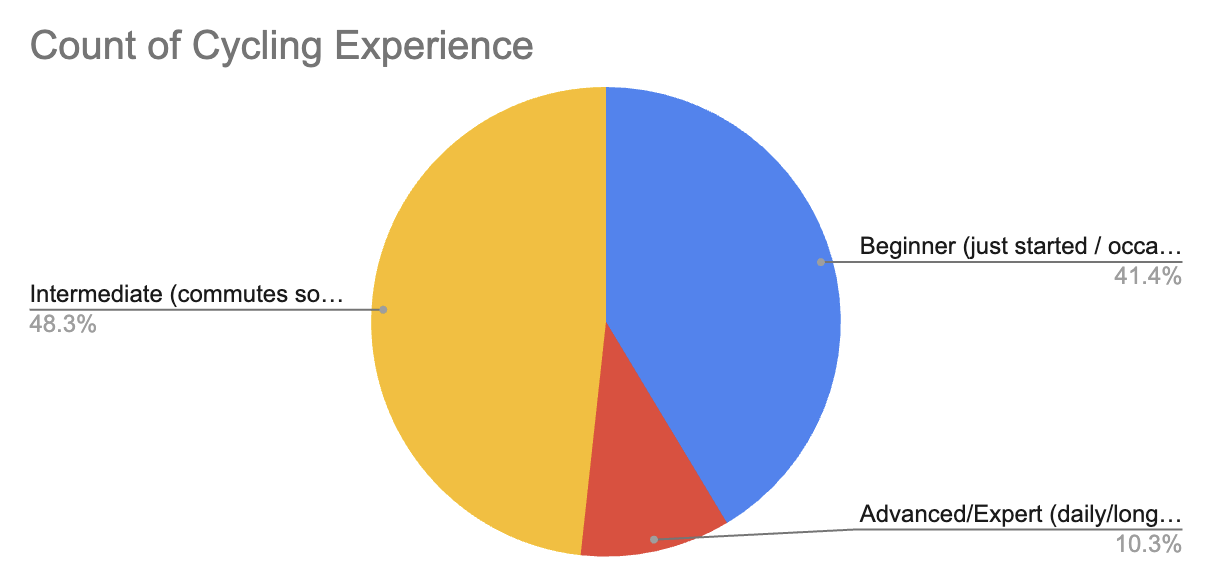 Count of Cycling Experience
Beginner (just started / occa…
41.4%
Intermediate (commutes so…
48.3%
Advanced/Expert (daily/long…
10.3%